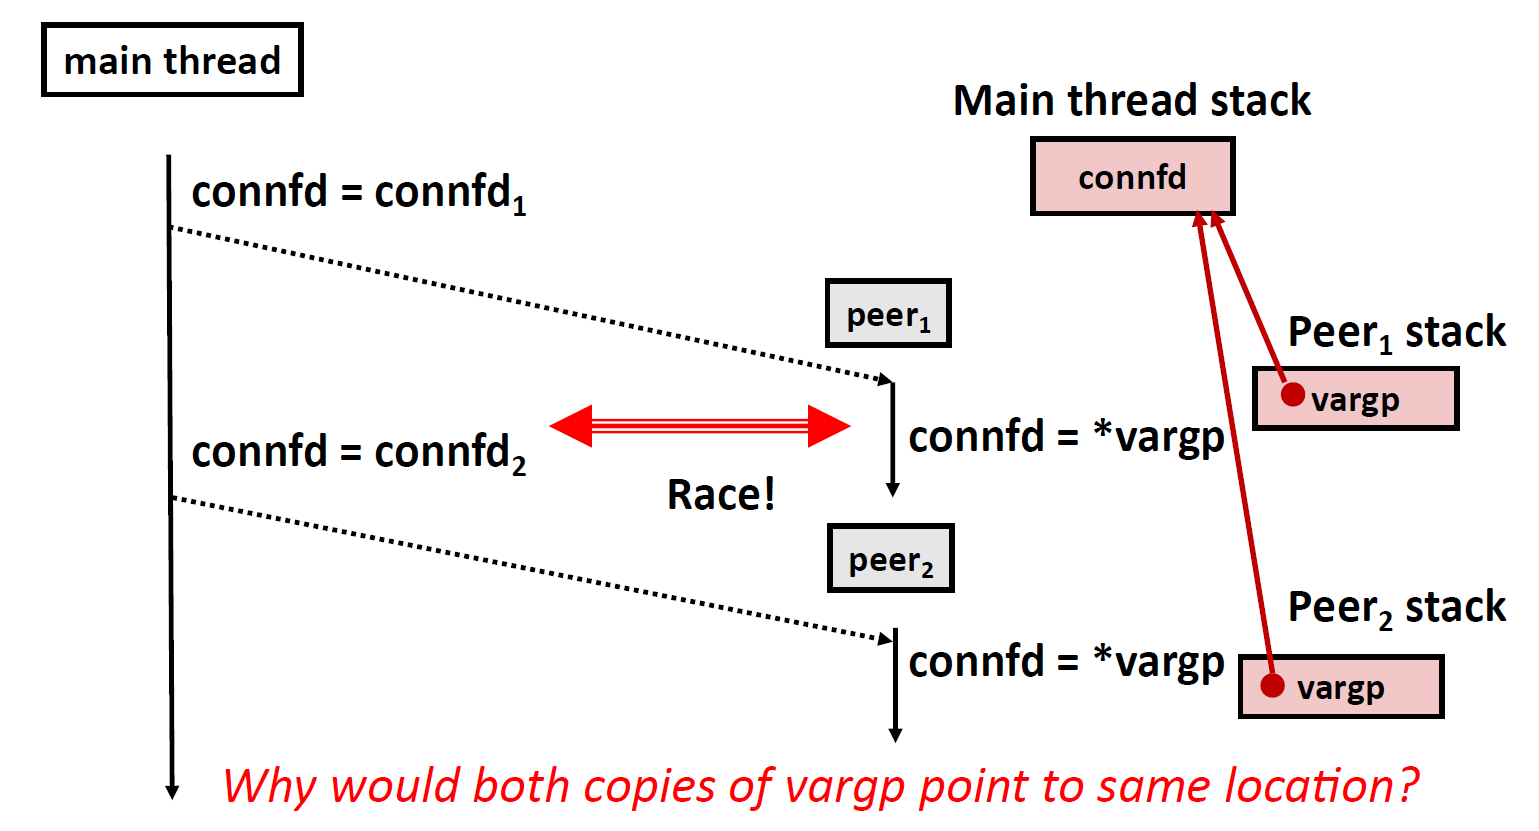 main thread
Main thread stack
connfd
connfd = connfd₁
peer₁
Peer₁ stack
vargp
connfd = *vargp
connfd = connfd₂
Race!
peer₂
Peer₂ stack
connfd = *vargp
vargp
Why would both copies of vargp point to same location?